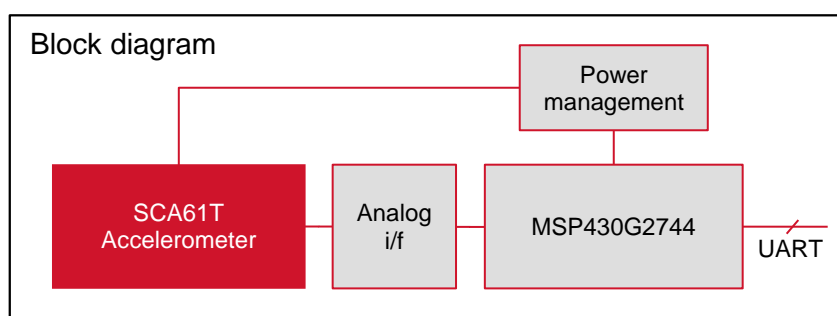 Block diagram
Power
management
SCA61T
Accelerometer
Analog
i/f
MSP430G2744
UART